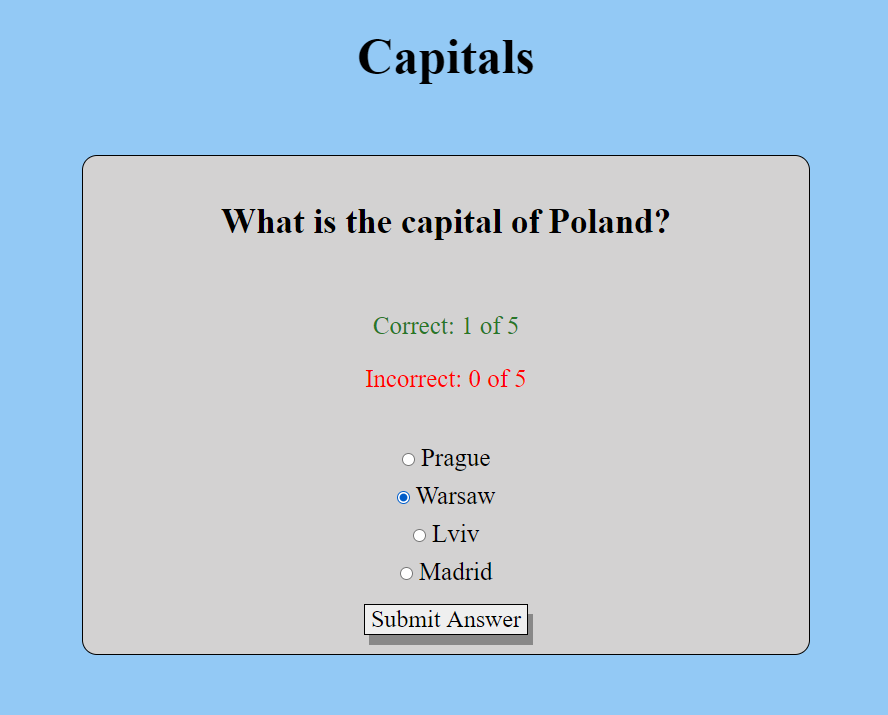 Capitals
What is the capital of Poland?
Correct: 1 of 5
Incorrect: 0 of 5
Prague
Warsaw
Lviv
Madrid
Submit Answer